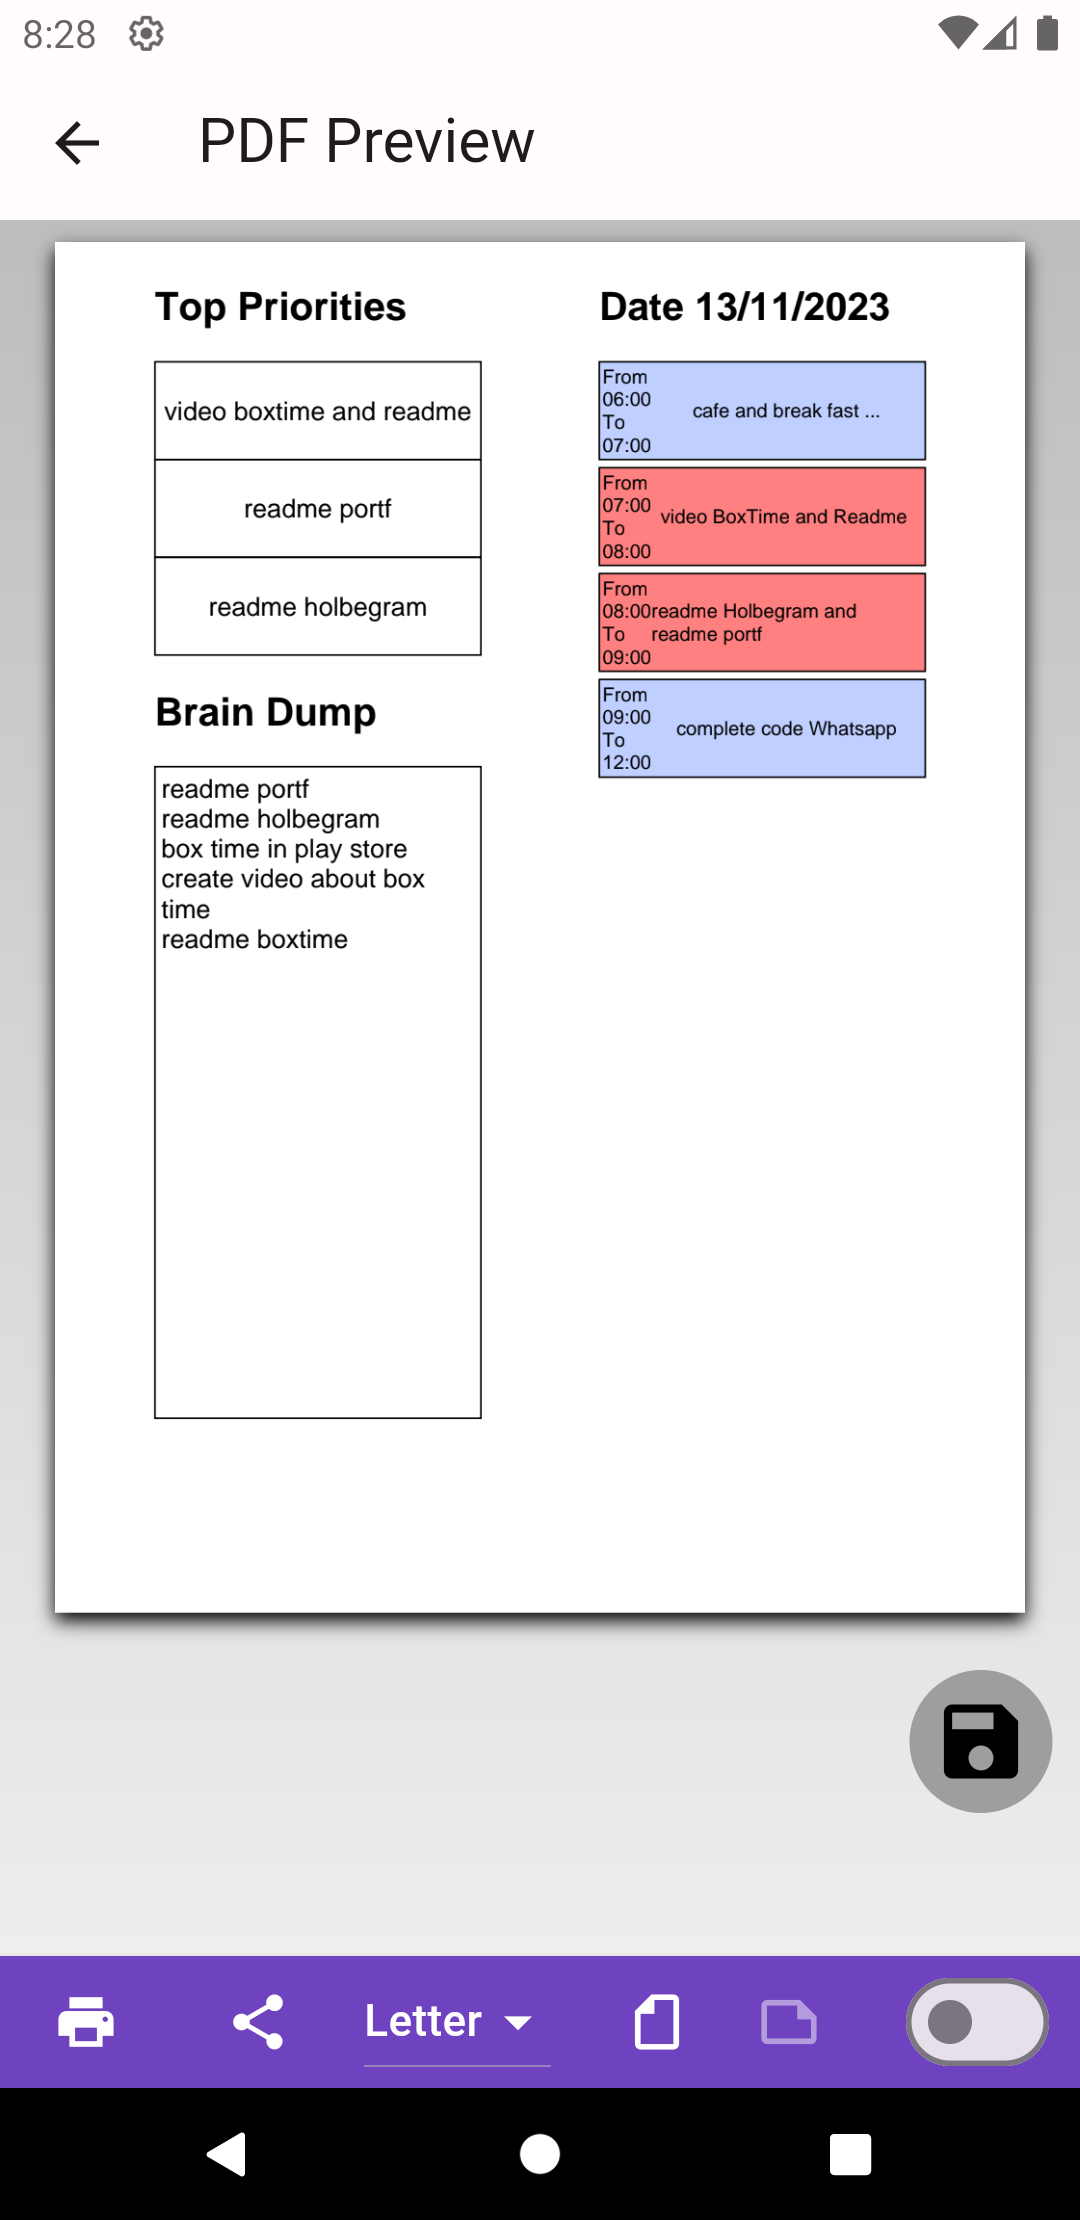 8:28
PDF Preview
Top Priorities
video boxtime and readme
readme portf
readme holbegram
Brain Dump
readme portf
readme holbegram
box time in play store
create video about box
time
readme boxtime
Date 13/11/2023
From
06:00
To
07:00
cafe and break fast ...
From
07:00
To
08:00
video BoxTime and Readme
From
08:00
To
09:00
readme Holbegram and
readme portf
From
09:00
To
12:00
complete code Whatsapp
Letter